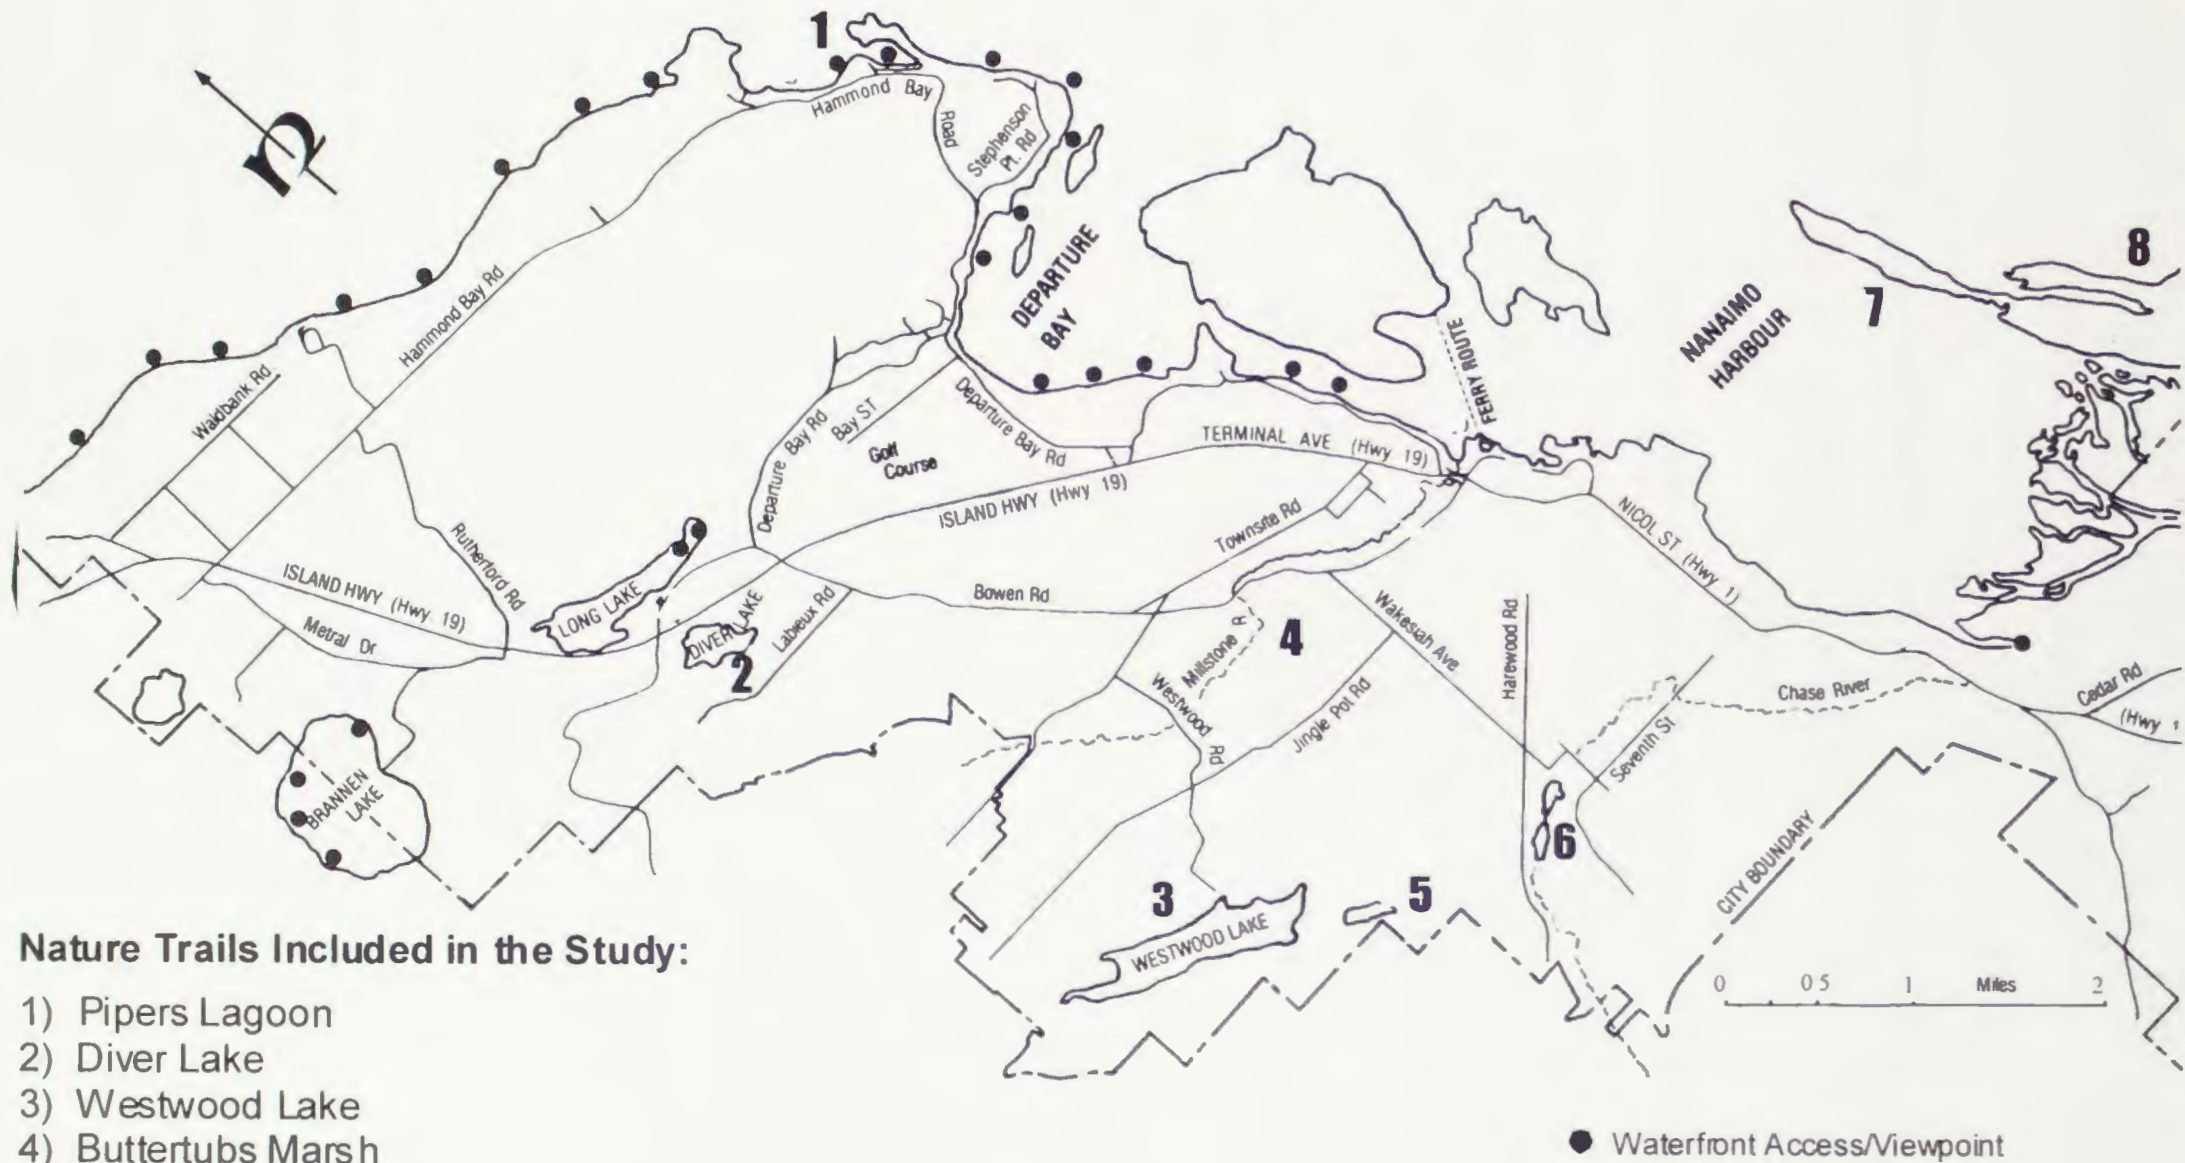 1
n
Hammond Bay
Road
Stephenson
Pt. Rd
DEPARTURE
BAY
8
7
NANAIMO
HARBOUR
FERRY ROUTE
Hammond Bay Rd
Waldbank Rd.
Departure Bay Rd
Bay ST
Golf
Course
Departure Bay Rd
TERMINAL AVE (Hwy 19)
ISLAND HWY (Hwy 19)
Townsite Rd
NICOL ST (Hwy 1)
Rutherford Rd
ISLAND HWY (Hwy 19)
Metral Dr
LONG LAKE
DIVER LAKE
2
Labieux Rd
Bowen Rd
Millstone R
4
Wakesiah Ave
Harewood Rd
Westwood Rd
Jingle Pot Rd
Chase River
Cedar Rd
(Hwy 1
Seventh St
BRANNEN
LAKE
6
CITY BOUNDARY
3
WESTWOOD LAKE
5
0 0 5 1 Miles 2
Nature Trails Included in the Study:
1) Pipers Lagoon
2) Diver Lake
3) Westwood Lake
4) Buttertubs Marsh
Waterfront Access/Viewpoint